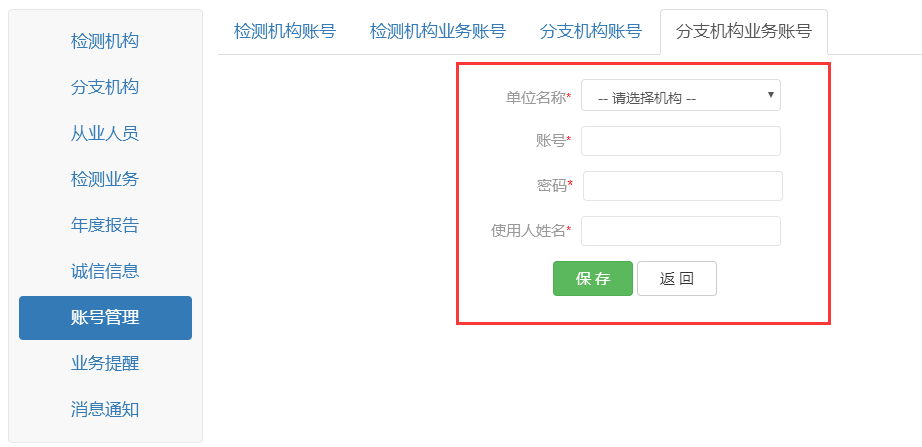 检测机构
分支机构
从业人员
检测业务
年度报告
诚信信息
账号管理
业务提醒
消息通知
检测机构账号 检测机构业务账号 分支机构账号 分支机构业务账号
单位名称* -- 请选择机构 --
账号*
密码*
使用人姓名*
保 存 返 回